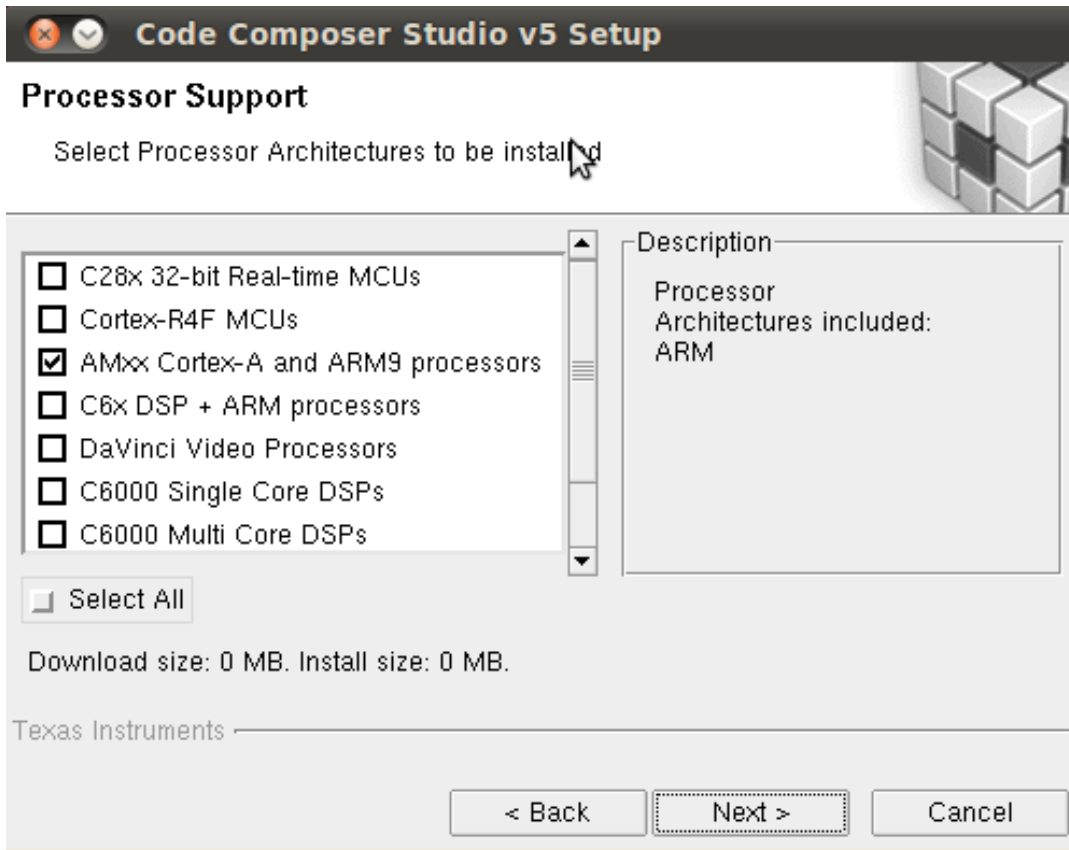 Code Composer Studio v5 Setup
Processor Support
Select Processor Architectures to be installed
C28x 32-bit Real-time MCUs
Cortex-R4F MCUs
AMxx Cortex-A and ARM9 processors
C6x DSP + ARM processors
DaVinci Video Processors
C6000 Single Core DSPs
C6000 Multi Core DSPs
Description
Processor
Architectures included:
ARM
Select All
Download size: 0 MB. Install size: 0 MB.
Texas Instruments
< Back
Next >
Cancel